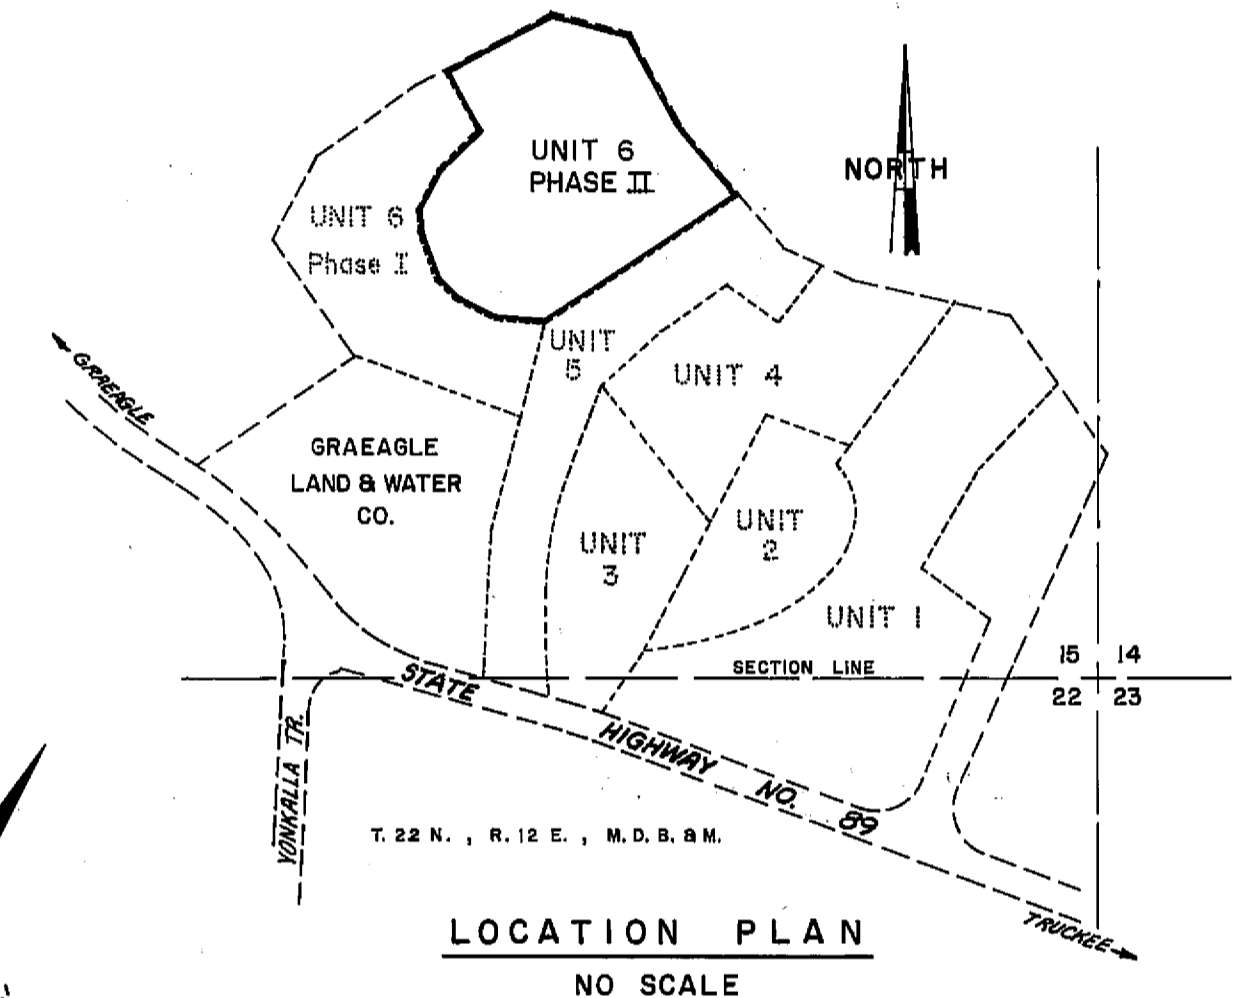 UNIT 6
PHASE II
NORTH
UNIT 6
Phase I
GRAEAGLE
UNIT
5
UNIT 4
GRAEAGLE
LAND & WATER
CO.
UNIT
2
UNIT
3
UNIT 1
SECTION LINE
15 14
22 23
STATE HIGHWAY NO. 89
YONKALLA TR.
T. 22 N. , R. 12 E. , M. D. B. & M.
TRUCKEE
LOCATION PLAN
NO SCALE